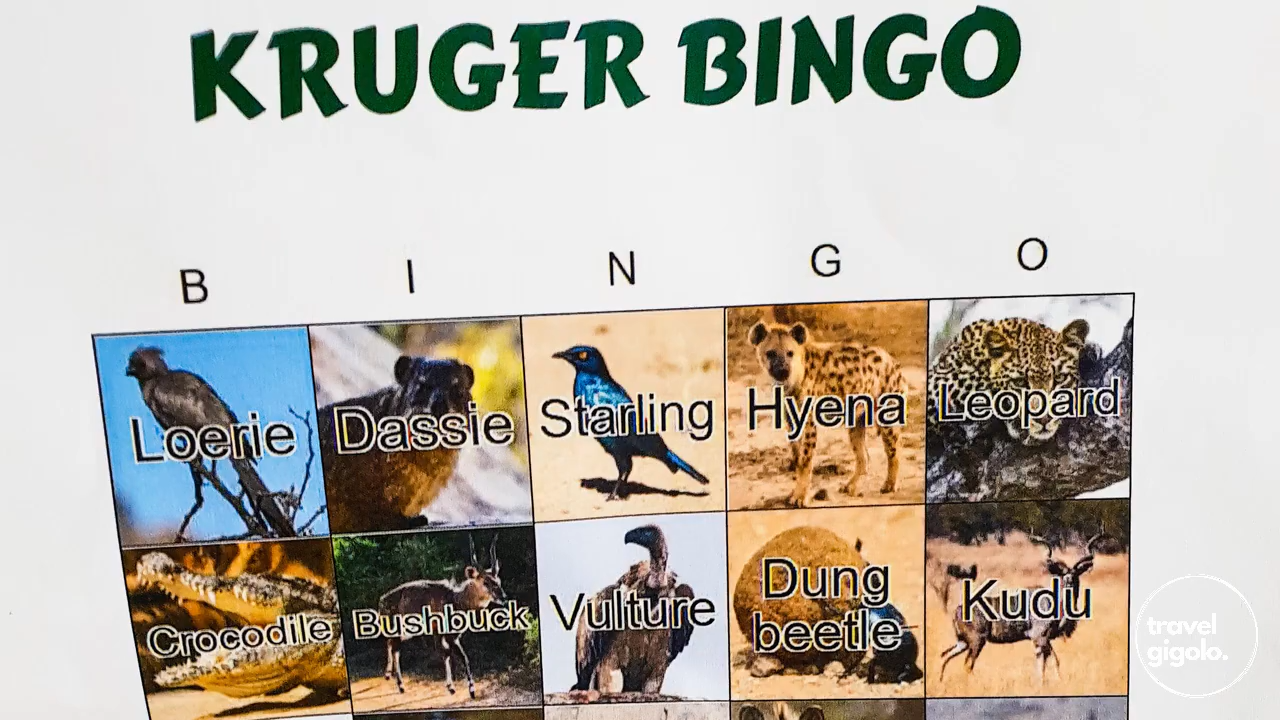 KRUGER BINGO
B I N G O
Loerie Dassie Starling Hyena Leopard
Crocodile Bushbuck Vulture Dung beetle Kudu
travel
gigolo.